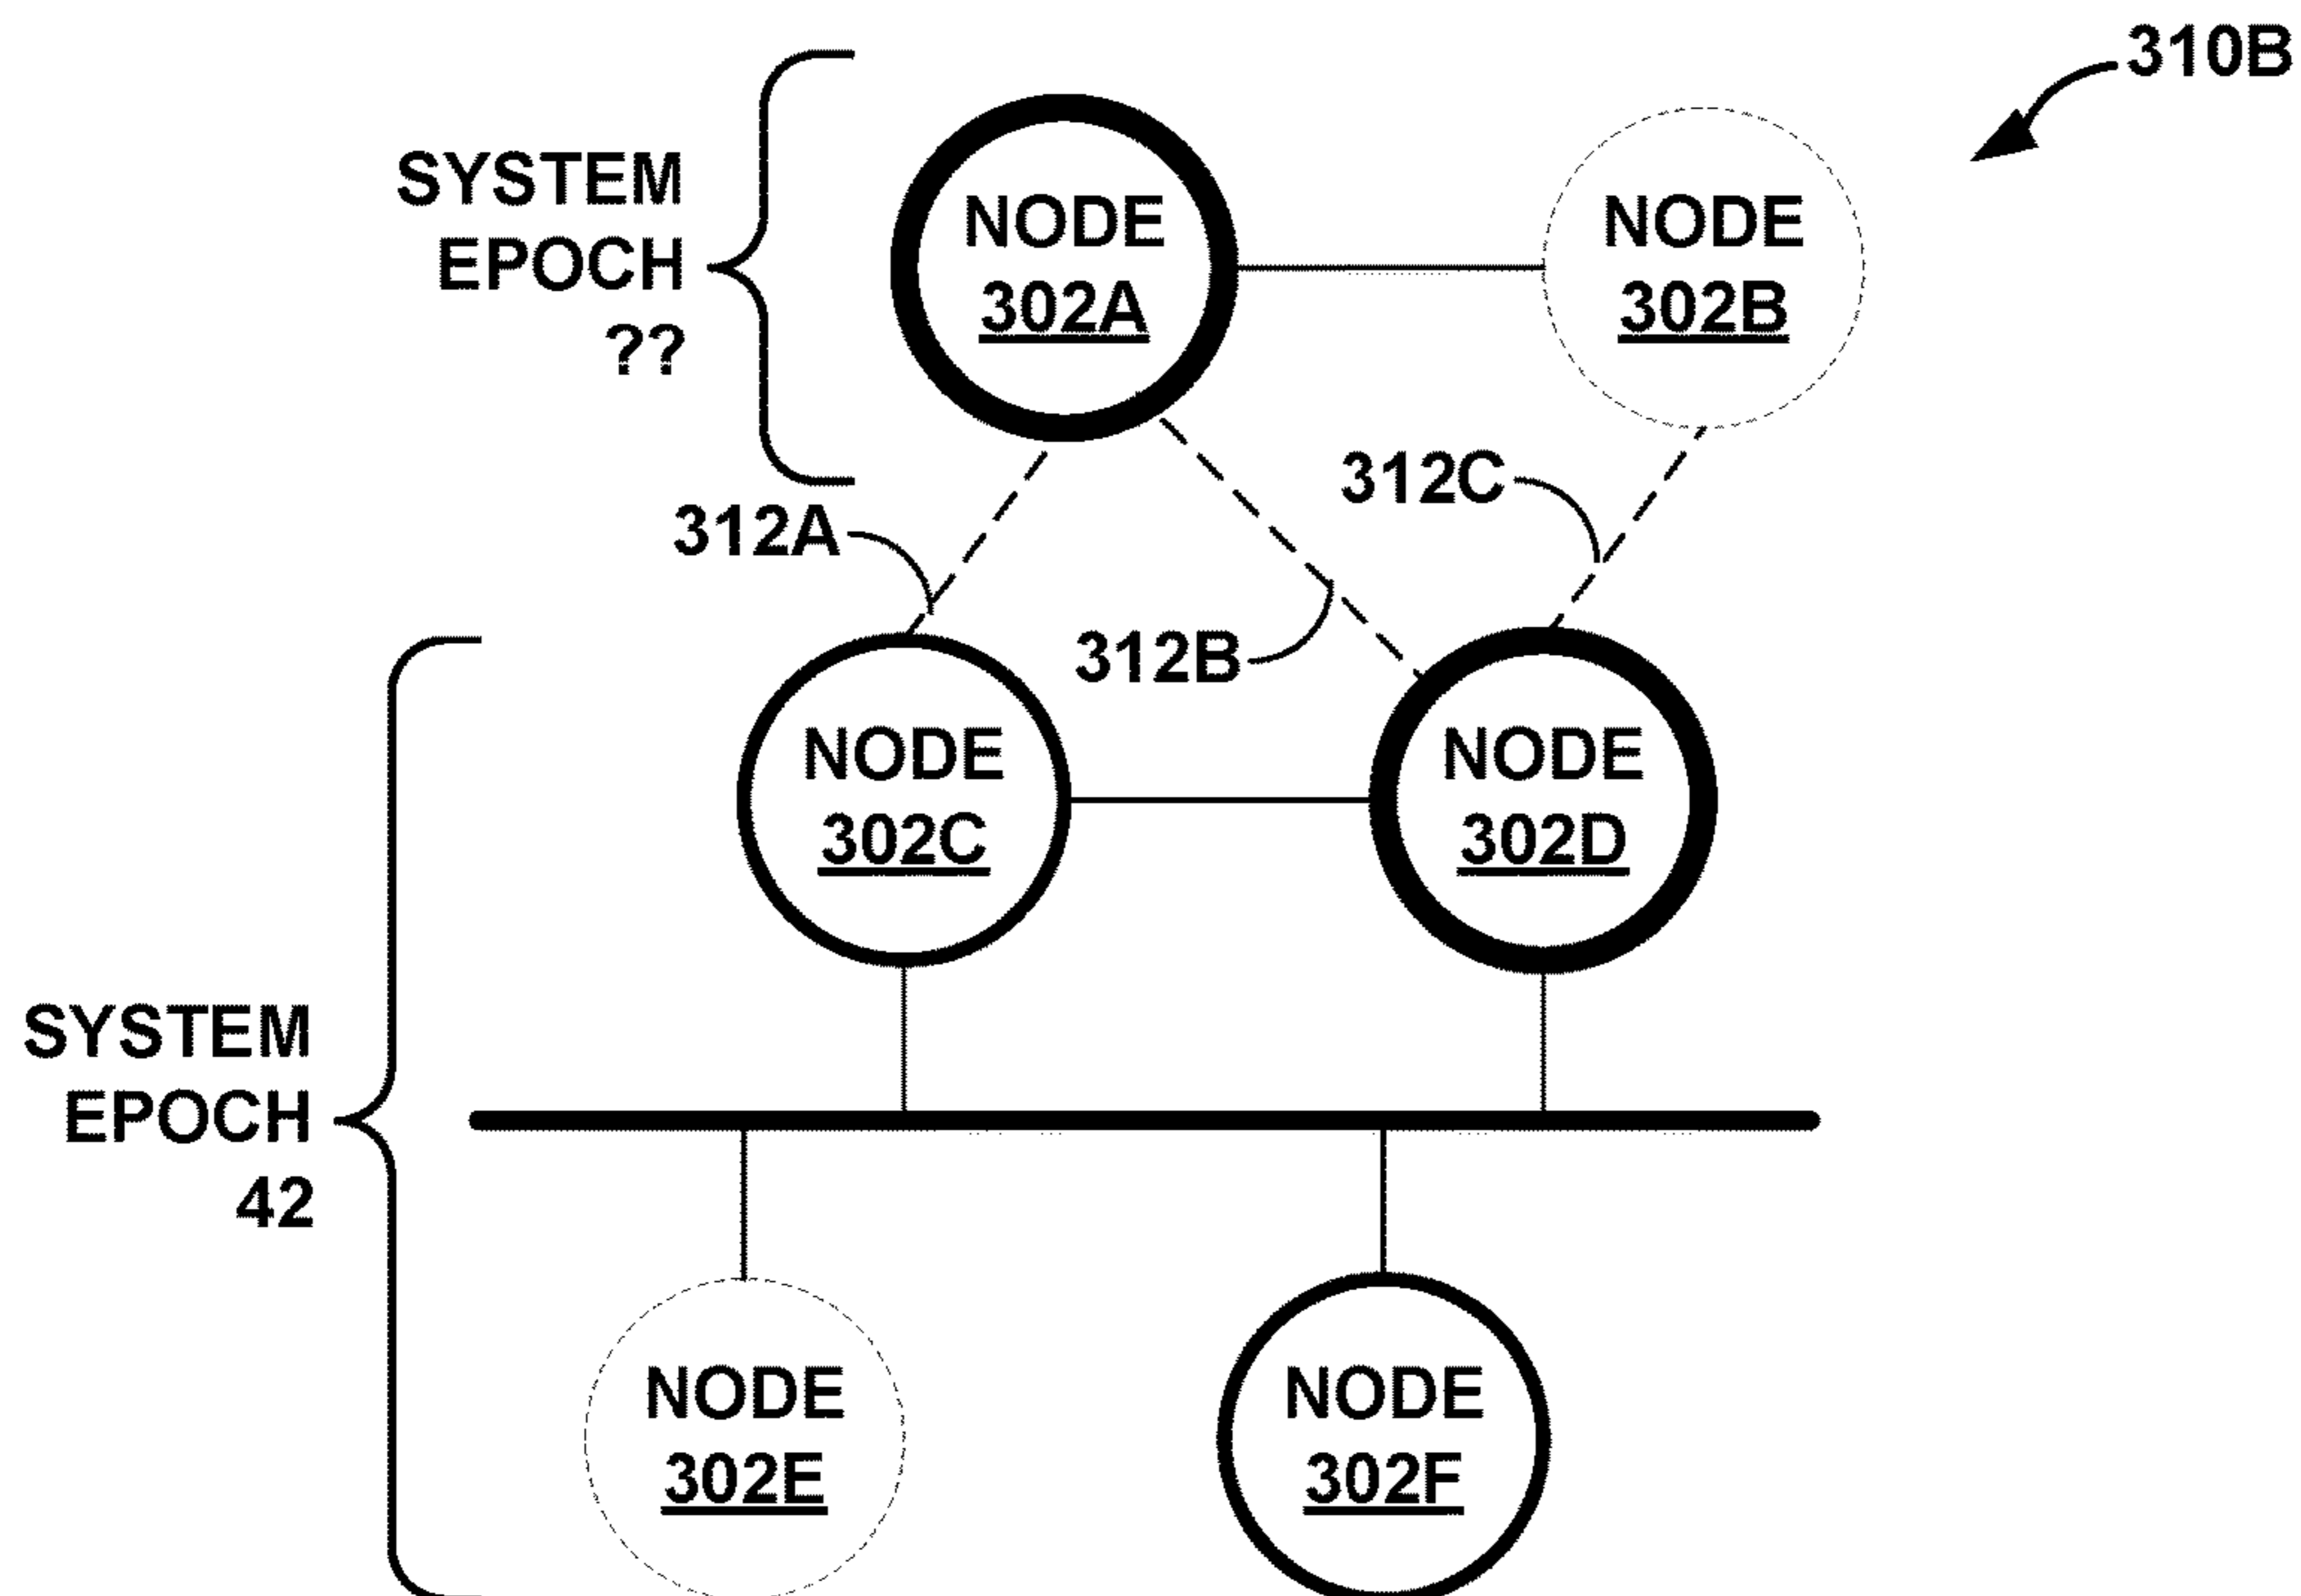 310B
SYSTEM
EPOCH
??
NODE
302A
NODE
302B
312A
312B
312C
NODE
302C
NODE
302D
SYSTEM
EPOCH
42
NODE
302E
NODE
302F